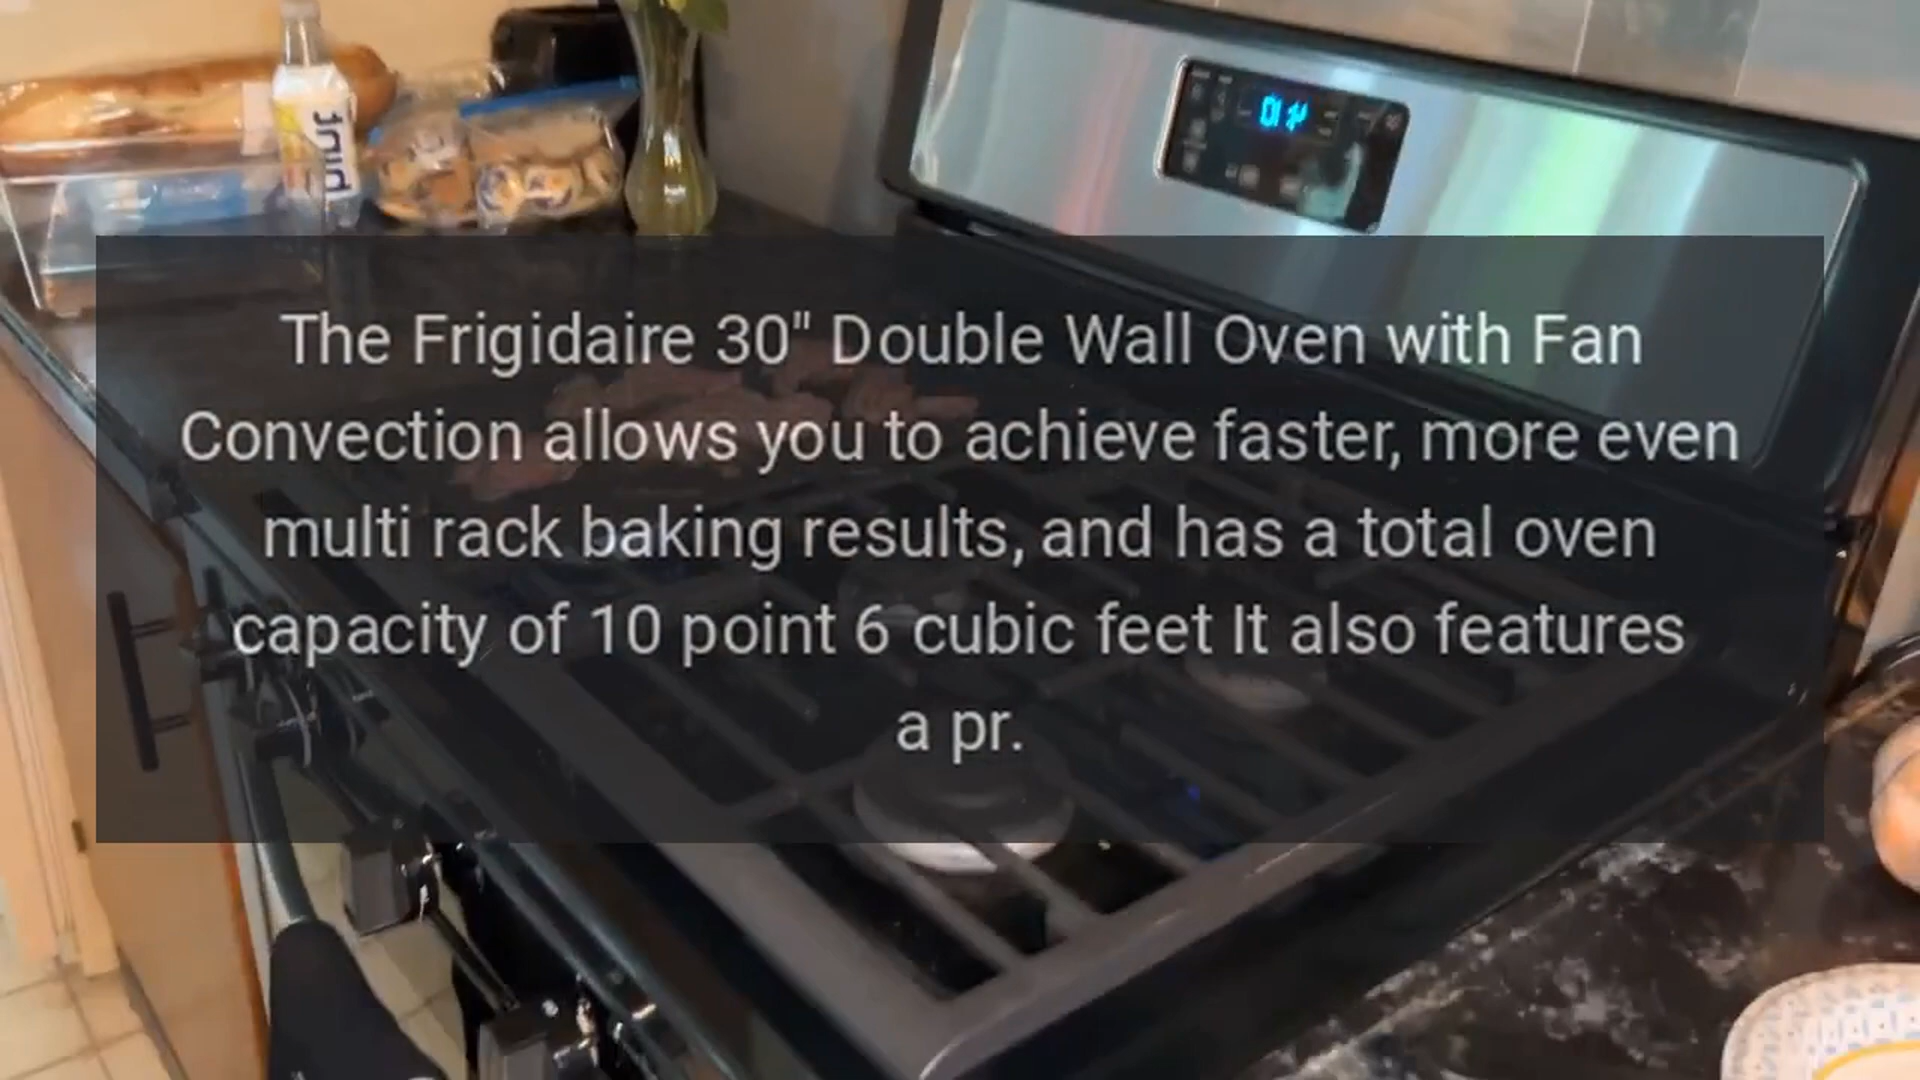 The Frigidaire 30" Double Wall Oven with Fan
Convection allows you to achieve faster, more even
multi rack baking results, and has a total oven
capacity of 10 point 6 cubic feet It also features
a pr.